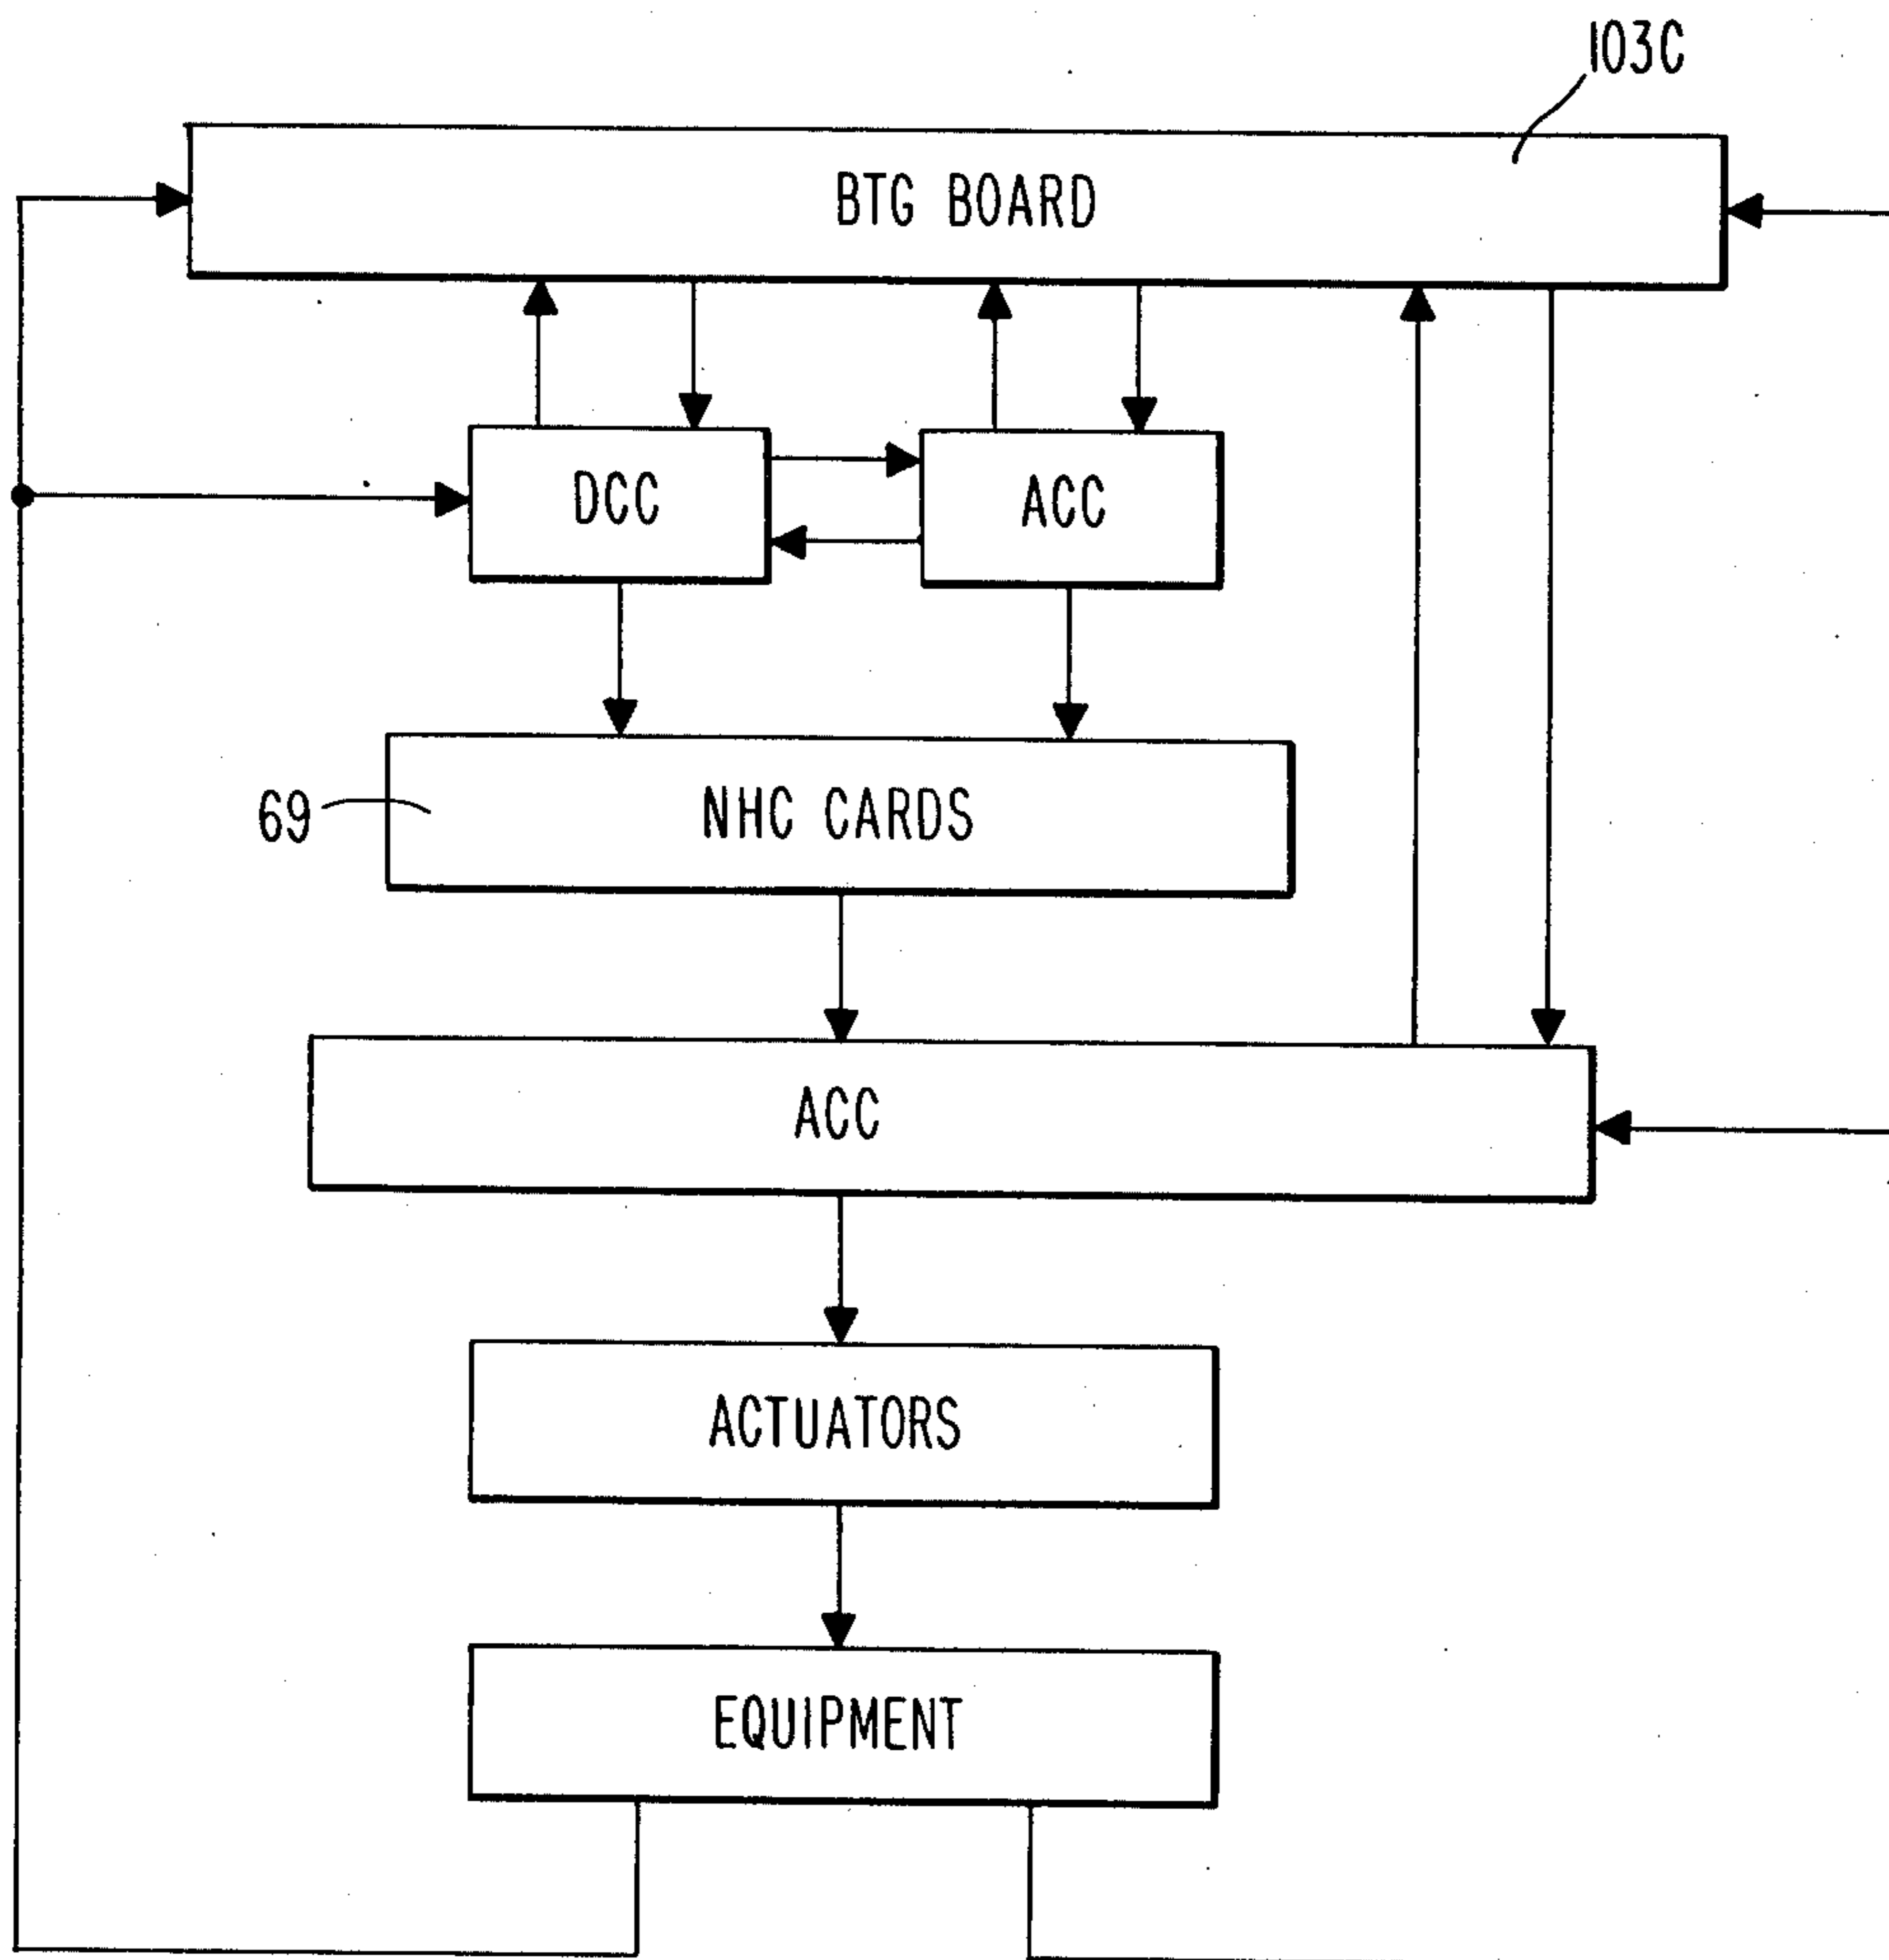 103C
BTG BOARD
DCC
ACC
69
NHC CARDS
ACC
ACTUATORS
EQUIPMENT